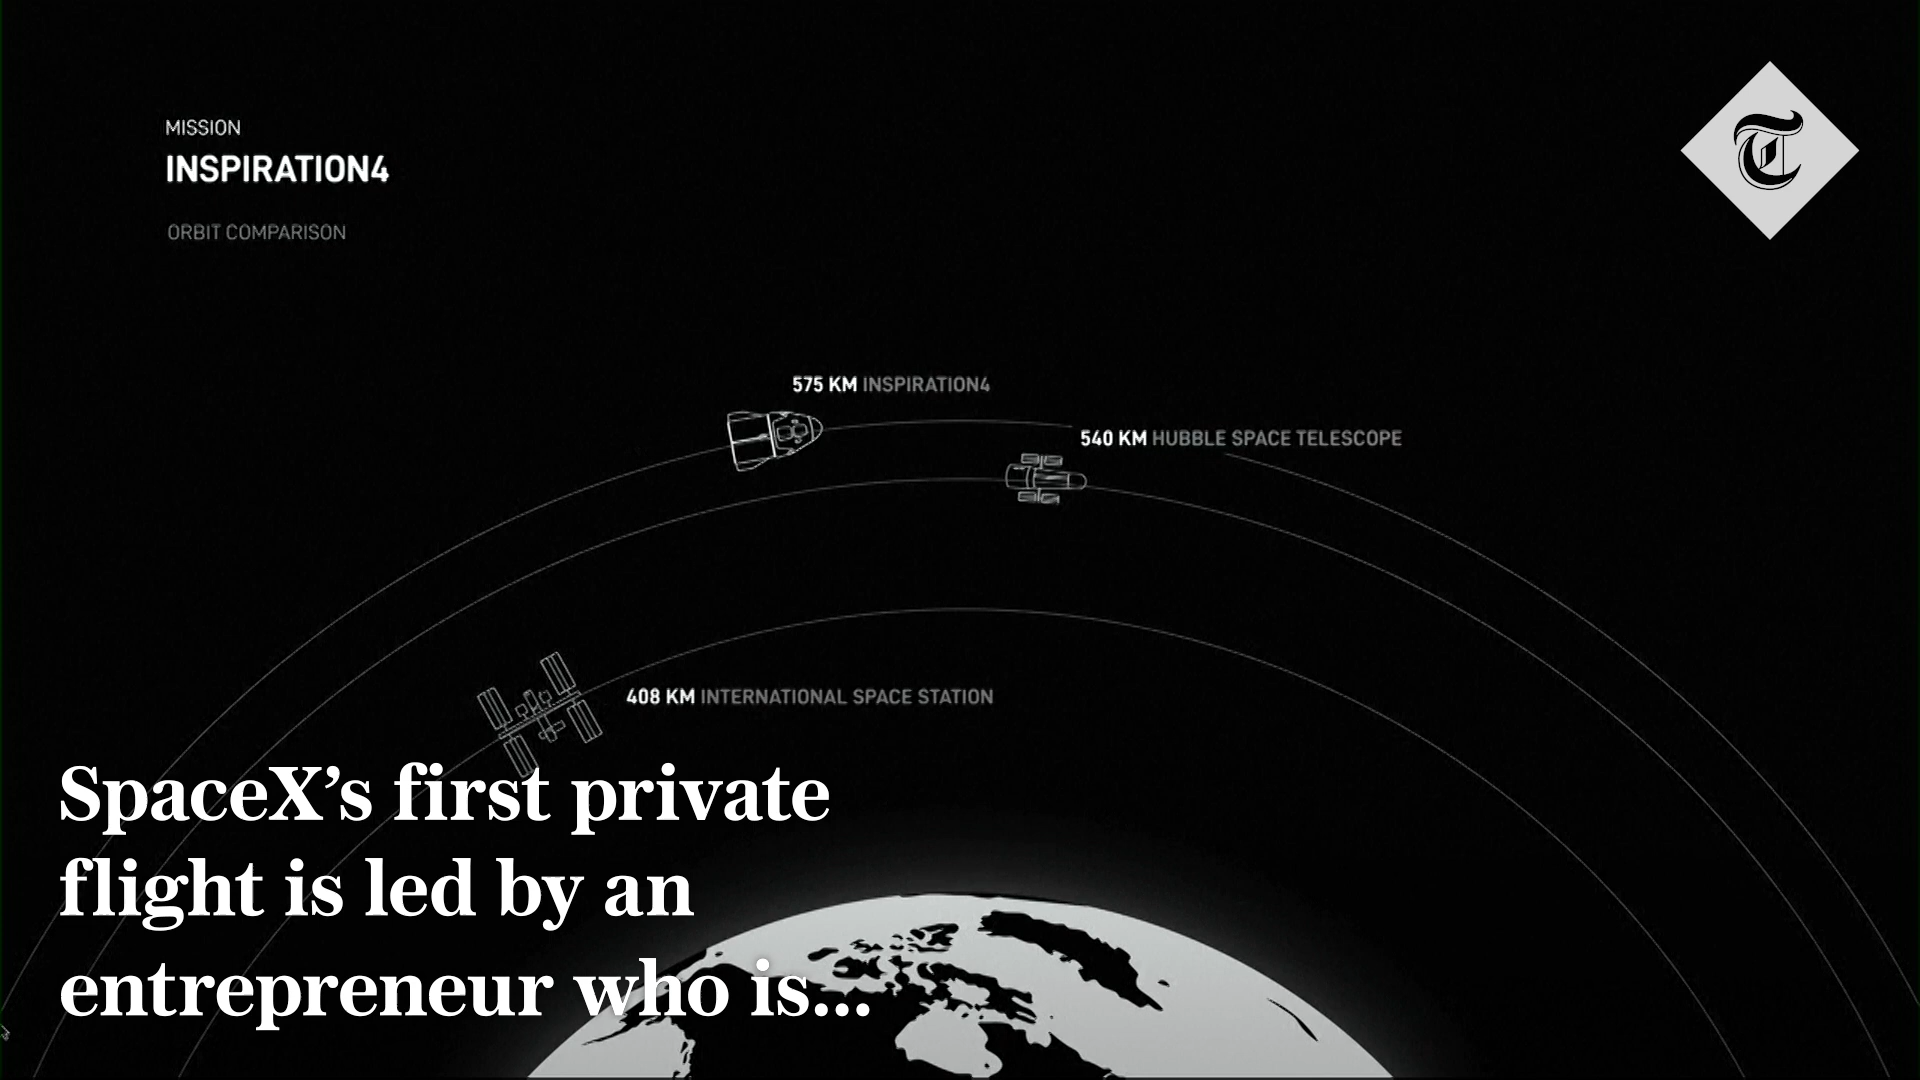 MISSION
INSPIRATION4
ORBIT COMPARISON
T
575 KM INSPIRATION4
540 KM HUBBLE SPACE TELESCOPE
408 KM INTERNATIONAL SPACE STATION
SpaceX’s first private
flight is led by an
entrepreneur who is...